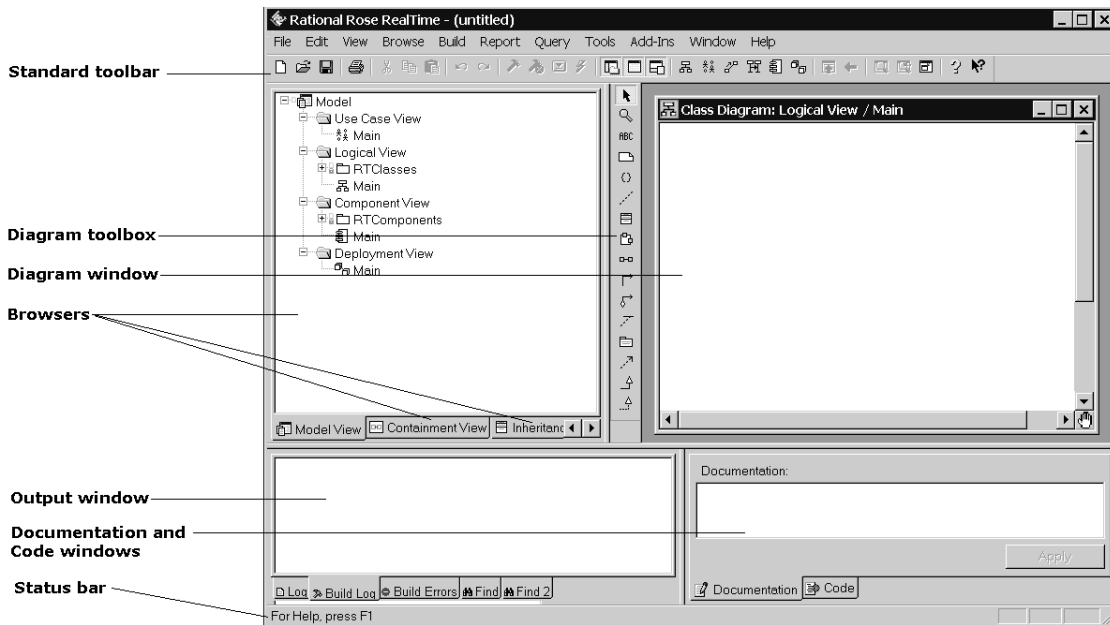 Rational Rose RealTime - (untitled)
File Edit View Browse Build Report Query Tools Add-Ins Window Help
Standard toolbar
Model
Use Case View
Main
Logical View
RTClasses
Main
Component View
RTComponents
Main
Deployment View
Main
ABC
Class Diagram: Logical View / Main
Diagram toolbox
Diagram window
Browsers
Model View Containment View Inheritanc
Output window
Documentation and
Code windows
Status bar
Documentation:
Apply
Log Build Log Build Errors Find Find 2
Documentation Code
For Help, press F1